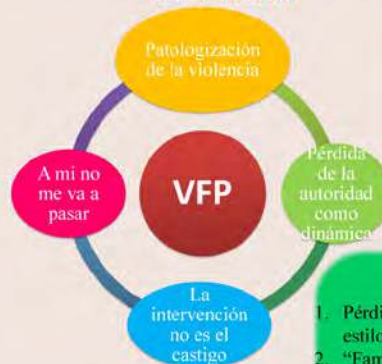 Patologización
de la violencia
A mi no
me va a
pasar
VFP
Pérdida
de la
autoridad
como
dinámica
La
intervención
no es el
castigo
1. Pérdi
estilo
2. "Fam